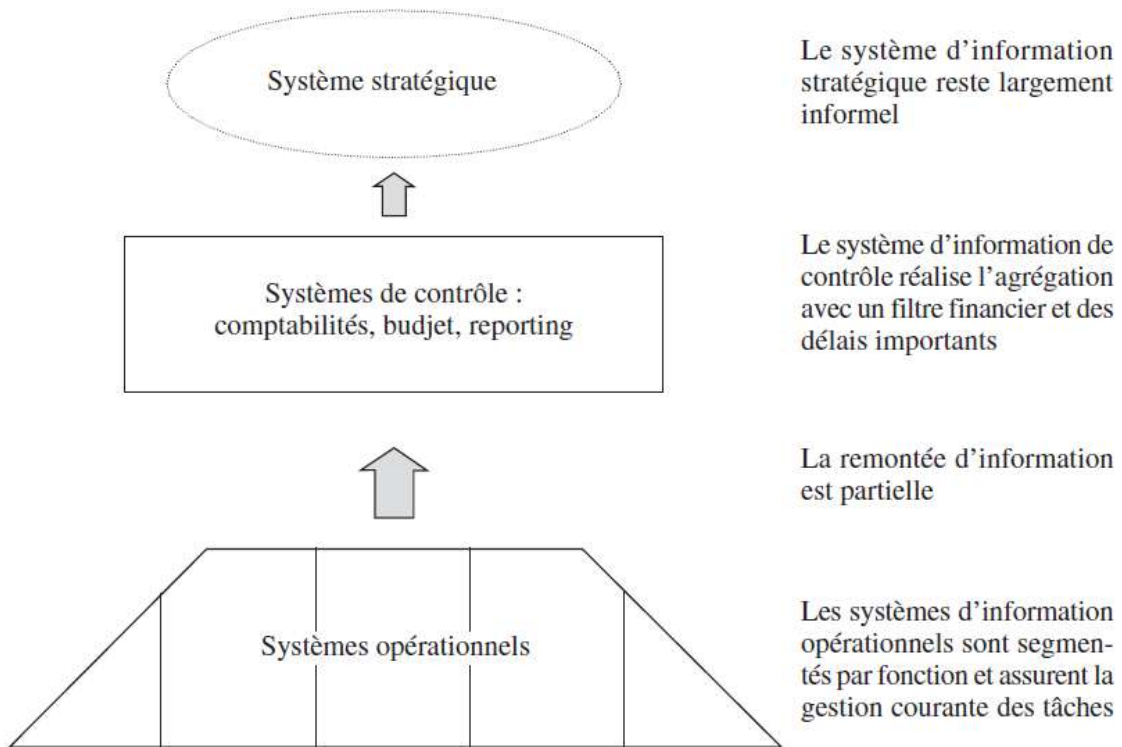 Système stratégique
Le système d’information
stratégique reste largement
informel
Systèmes de contrôle :
comptabilités, budjet, reporting
Le système d’information de
contrôle réalise l’agrégation
avec un filtre financier et des
délais importants
La remontée d’information
est partielle
Systèmes opérationnels
Les systèmes d’information
opérationnels sont segmen-
tés par fonction et assurent la
gestion courante des tâches